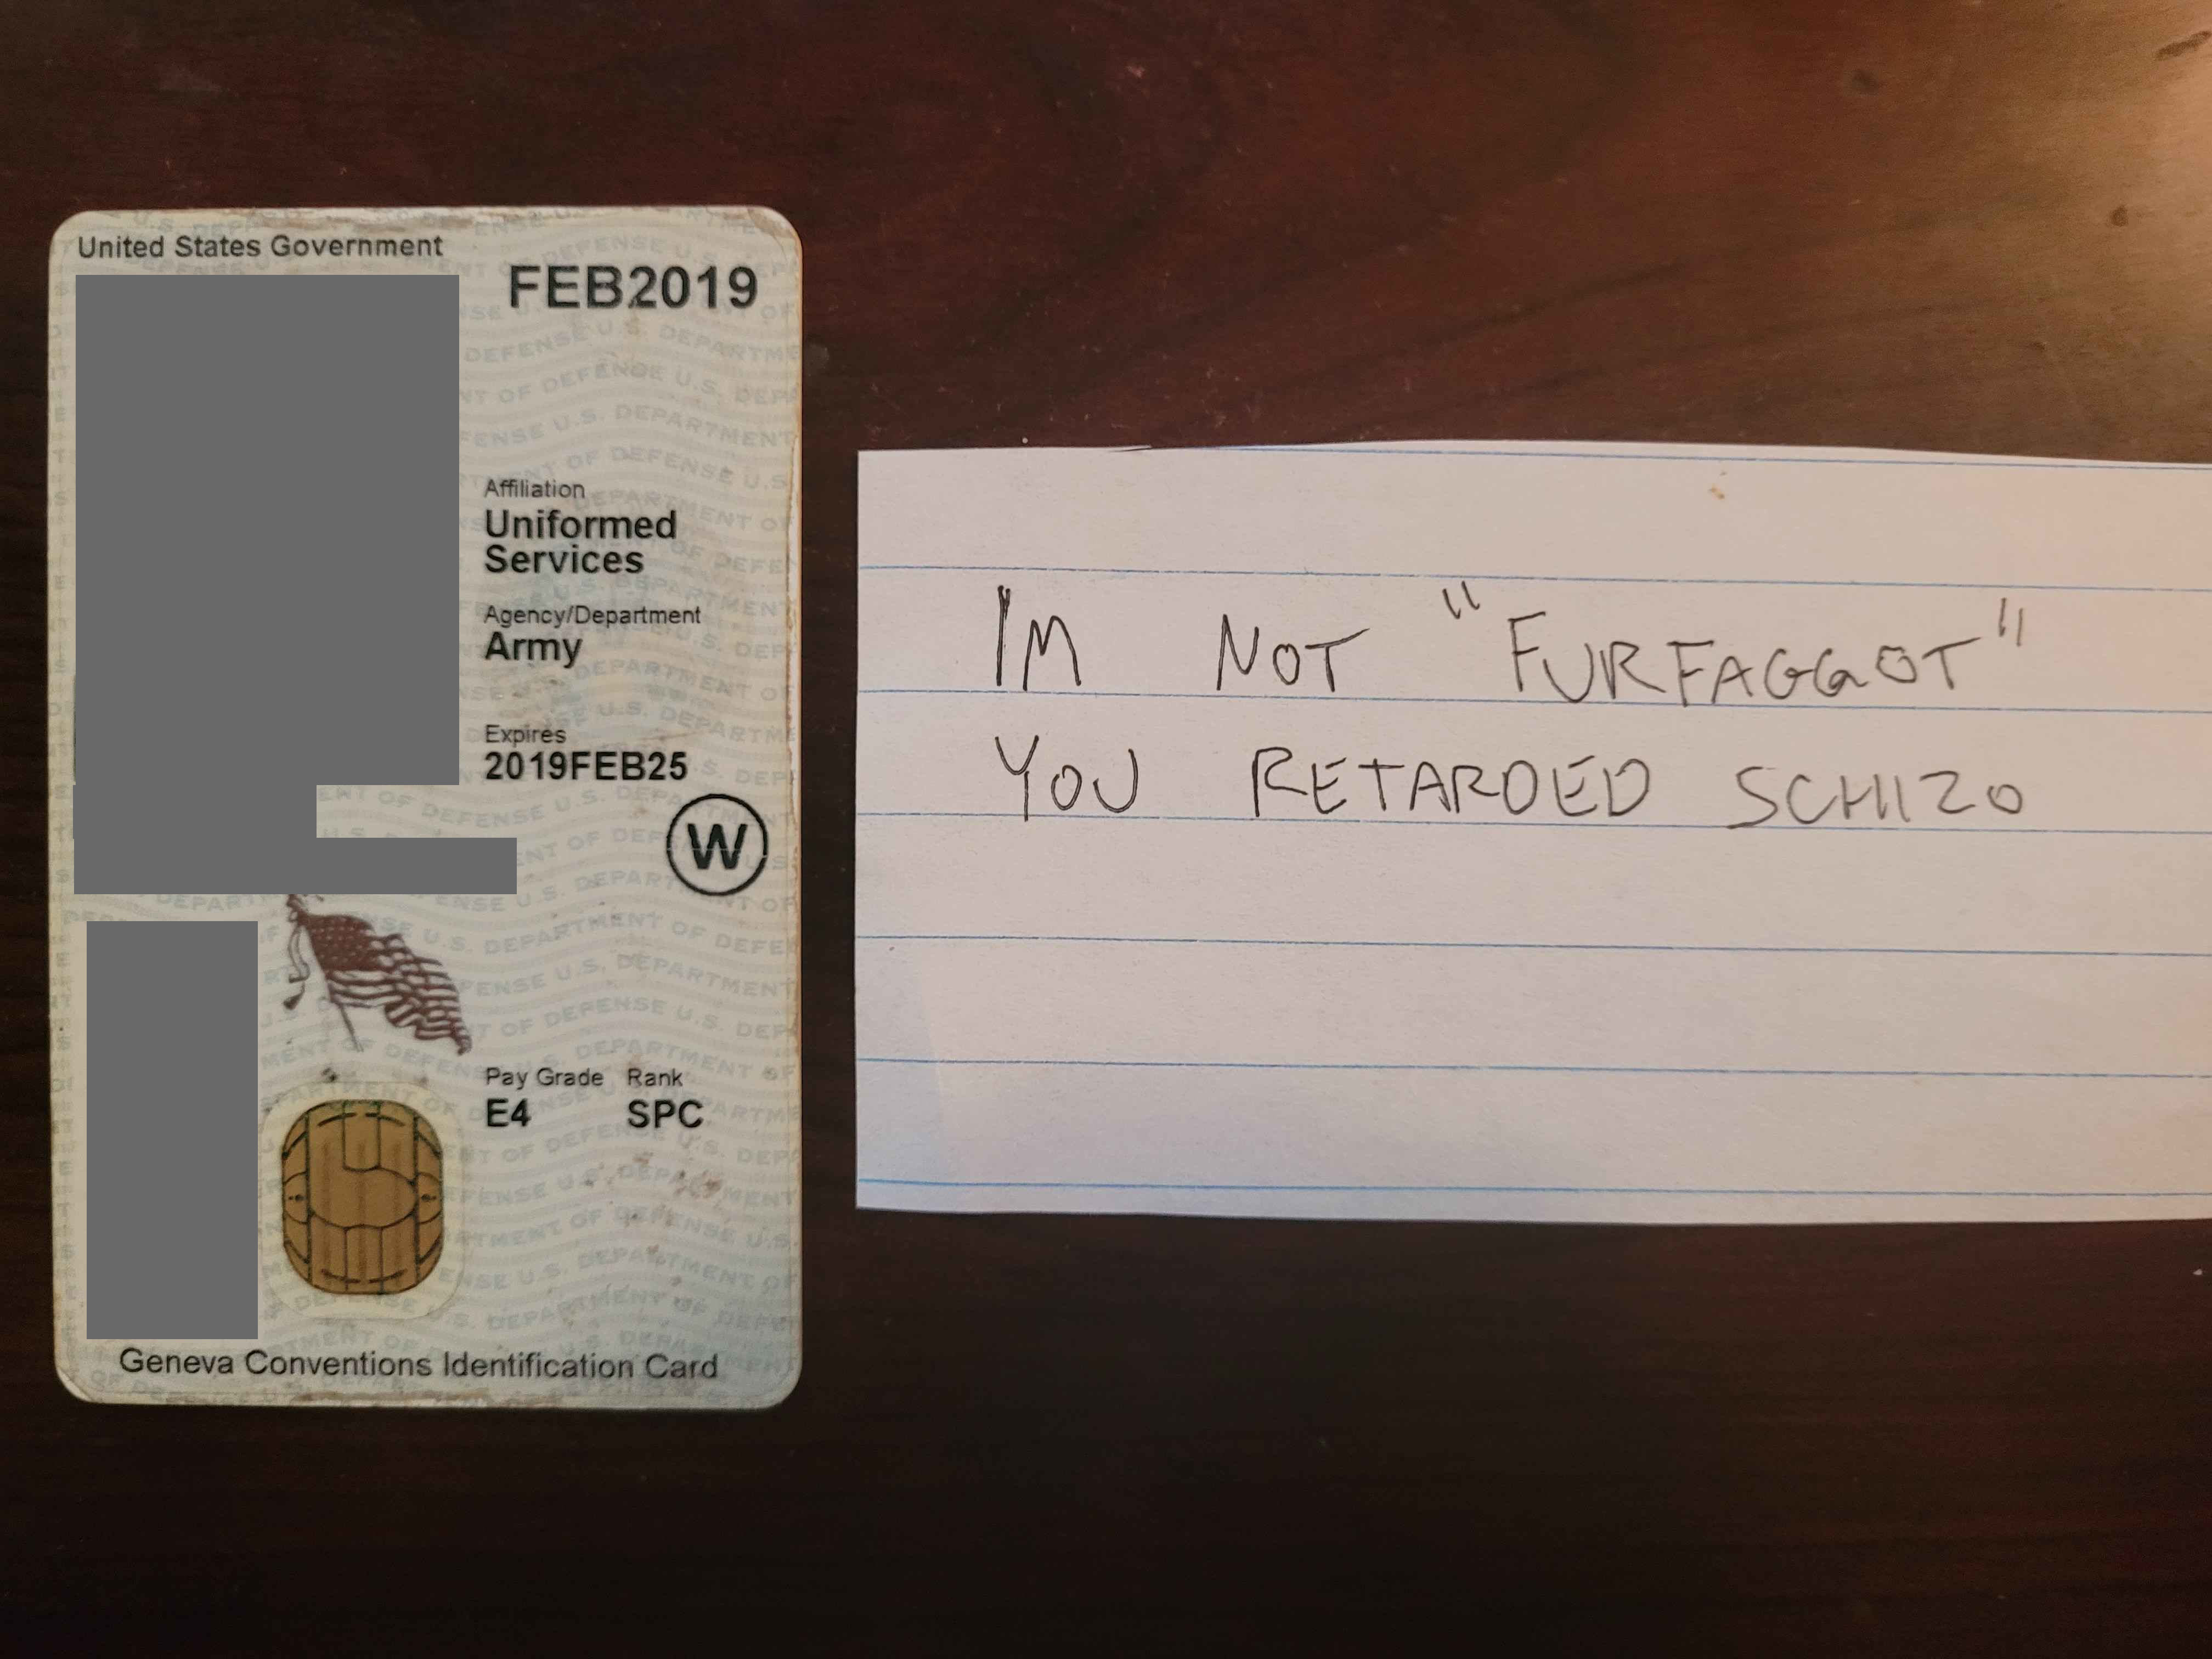 United States Government
FEB2019
Affiliation
Uniformed
Services
Agency/Department
Army
Expires
2019FEB25
W
Pay Grade Rank
E4 SPC
Geneva Conventions Identification Card
IM NOT "FURFAGGOT"
YOU RETARDED SCHIZO